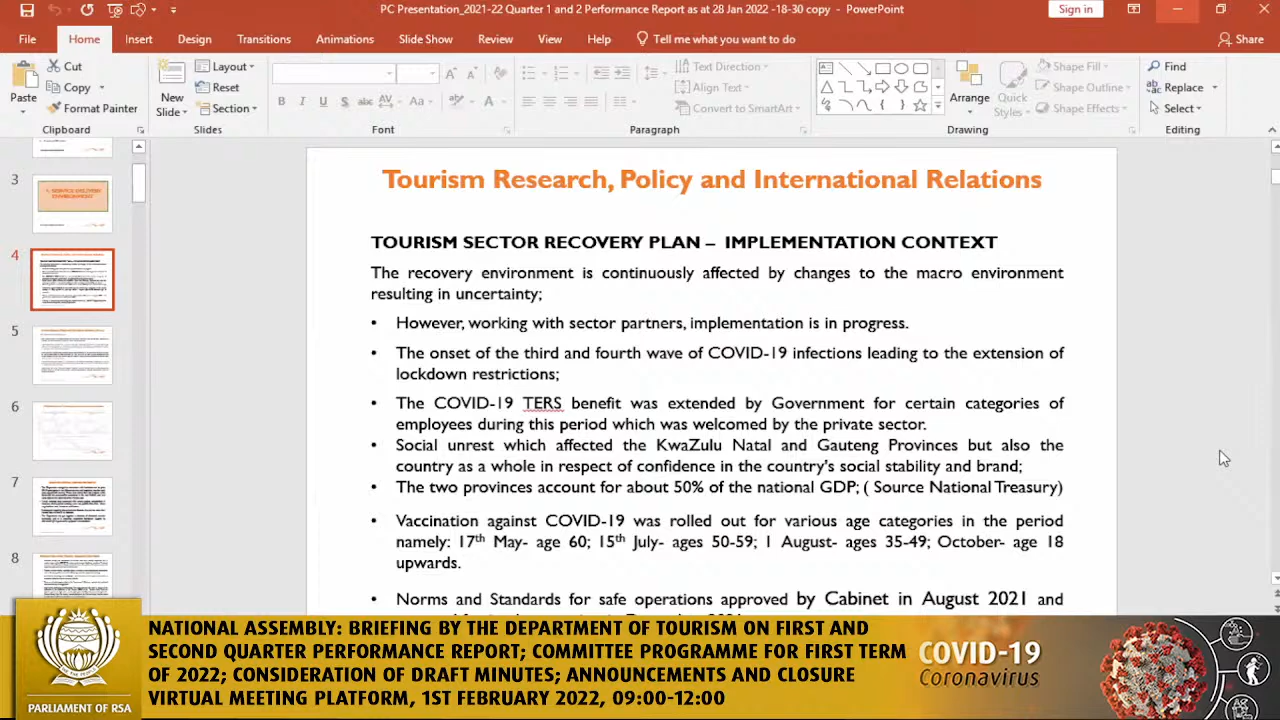 PC Presentation_2021-22 Quarter 1 and 2 Performance Report as at 28 Jan 2022 -18-30 copy - PowerPoint
Sign in
File
Home
Insert
Design
Transitions
Animations
Slide Show
Review
View
Help
Tell me what you want to do
Share
Paste
Cut
Copy
Format Painter
Clipboard
New
Slide
Layout
Reset
Section
Slides
Font
Text Direction
Align Text
Convert to SmartArt
Paragraph
Arrange
Quick
Styles
Shape Fill
Shape Outline
Shape Effects
Drawing
Find
Replace
Select
Editing
3
4
5
6
7
8
Tourism Research, Policy and International Relations
TOURISM SECTOR RECOVERY PLAN – IMPLEMENTATION CONTEXT
The recovery environment is continuously affected by changes to the macro environment
resulting in uncertainty;
• However, working with sector partners, implementation is in progress.
• The onset of the third and fourth wave of COVID-19 infections leading to the extension of
lockdown restrictions;
• The COVID-19 TERS benefit was extended by Government for certain categories of
employees during this period which was welcomed by the private sector.
• Social unrest which affected the KwaZulu Natal and Gauteng Provinces but also the
country as a whole in respect of confidence in the country's social stability and brand;
• The two provinces account for about 50% of the national GDP; ( Source National Treasury)
• Vaccination against COVID-19 was rolled out for various age categories in the period
namely: 17th May- age 60; 15th July- ages 50-59; 1 August- ages 35-49; October- age 18
upwards.
• Norms and Standards for safe operations approved by Cabinet in August 2021 and
NATIONAL ASSEMBLY: BRIEFING BY THE DEPARTMENT OF TOURISM ON FIRST AND
SECOND QUARTER PERFORMANCE REPORT; COMMITTEE PROGRAMME FOR FIRST TERM
OF 2022; CONSIDERATION OF DRAFT MINUTES; ANNOUNCEMENTS AND CLOSURE
VIRTUAL MEETING PLATFORM, 1ST FEBRUARY 2022, 09:00-12:00
PARLIAMENT OF RSA
COVID-19
Coronavirus